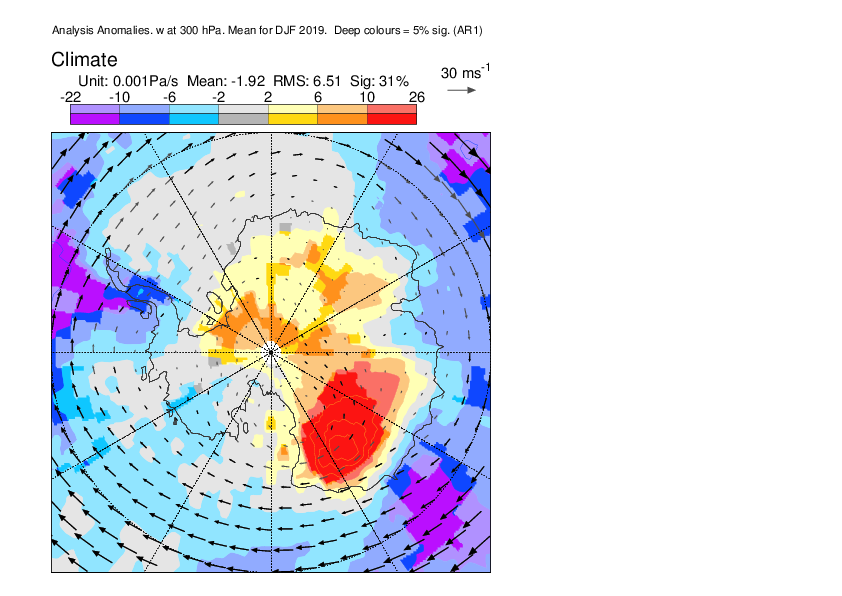 Analysis Anomalies. w at 300 hPa. Mean for DJF 2019.  Deep colours = 5% sig. (AR1)
Climate
Unit: 0.001Pa/s  Mean: -1.92  RMS: 6.51  Sig: 31%
30 ms-1
-22 -10 -6 -2 2 6 10 26